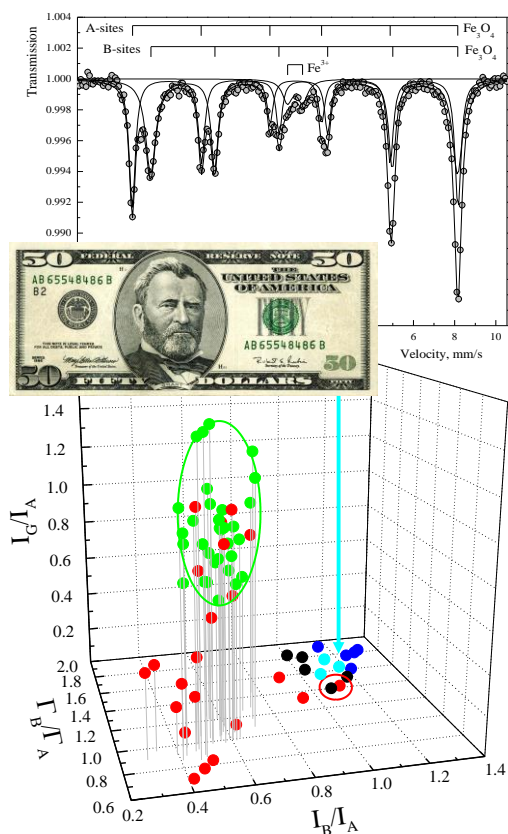 1.004
A-sites
Fe3O4
1.002
B-sites
Fe3O4
Fe3+
1.000
0.998
0.996
0.994
0.990
Transmission
8
10
Velocity, mm/s
50 FEDERAL RESERVE NOTE 50
THE
UNITED STATES
OF AMERICA
AB 65548486 B
B2
AB 65548486 B
50 FIFTY DOLLARS 50
1.4
1.2
1.0
0.8
0.6
0.4
0.2
IG/IA
2.0
1.8
1.6
1.4
1.2
1.0
0.8
0.6
ΓB/ΓA
0.2
0.4
0.6
0.8
1.0
1.2
1.4
IB/IA